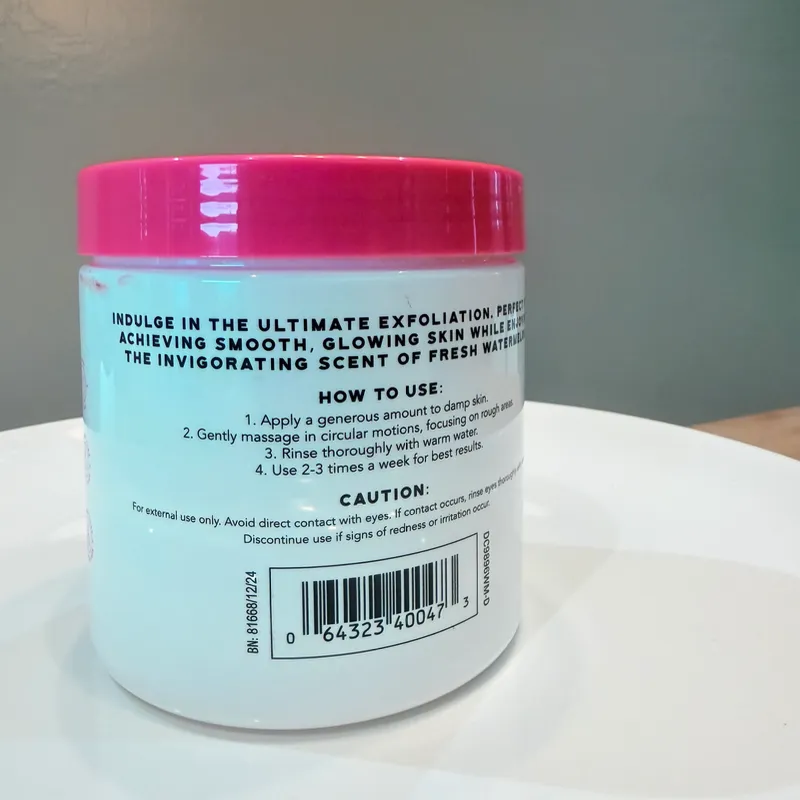 INDULGE IN THE ULTIMATE EXFOLIATION. PERFECT
ACHIEVING SMOOTH, GLOWING SKIN WHILE
THE INVIGORATING SCENT OF FRESH
HOW TO USE:
1. Apply a generous amount to damp skin.
2. Gently massage in circular motions, focusing on rough areas.
3. Rinse thoroughly with warm water.
4. Use 2-3 times a week for best results.
CAUTION:
For external use only. Avoid direct contact with eyes. If contact occurs, rinse eyes thoroughly
Discontinue use if signs of redness or irritation occur.
BN: 81668/12/24
0 64323 40047 3
DC9896WM-D